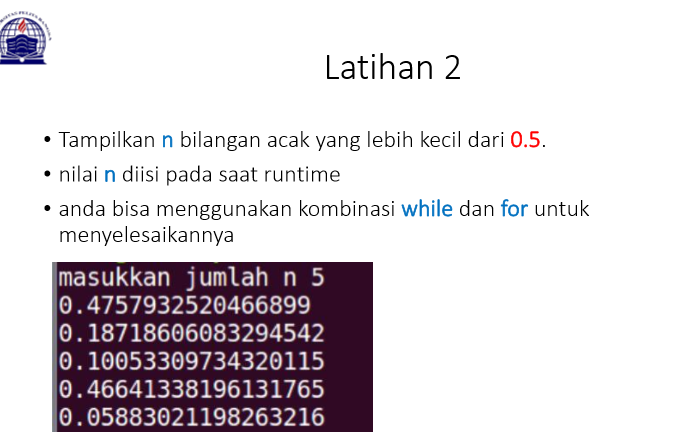 Latihan 2
• Tampilkan n bilangan acak yang lebih kecil dari 0.5.
• nilai n diisi pada saat runtime
• anda bisa menggunakan kombinasi while dan for untuk
menyelesaikannya
masukkan jumlah n 5
0.4757932520466899
0.18718606083294542
0.10053309734320115
0.46641338196131765
0.05883021198263216